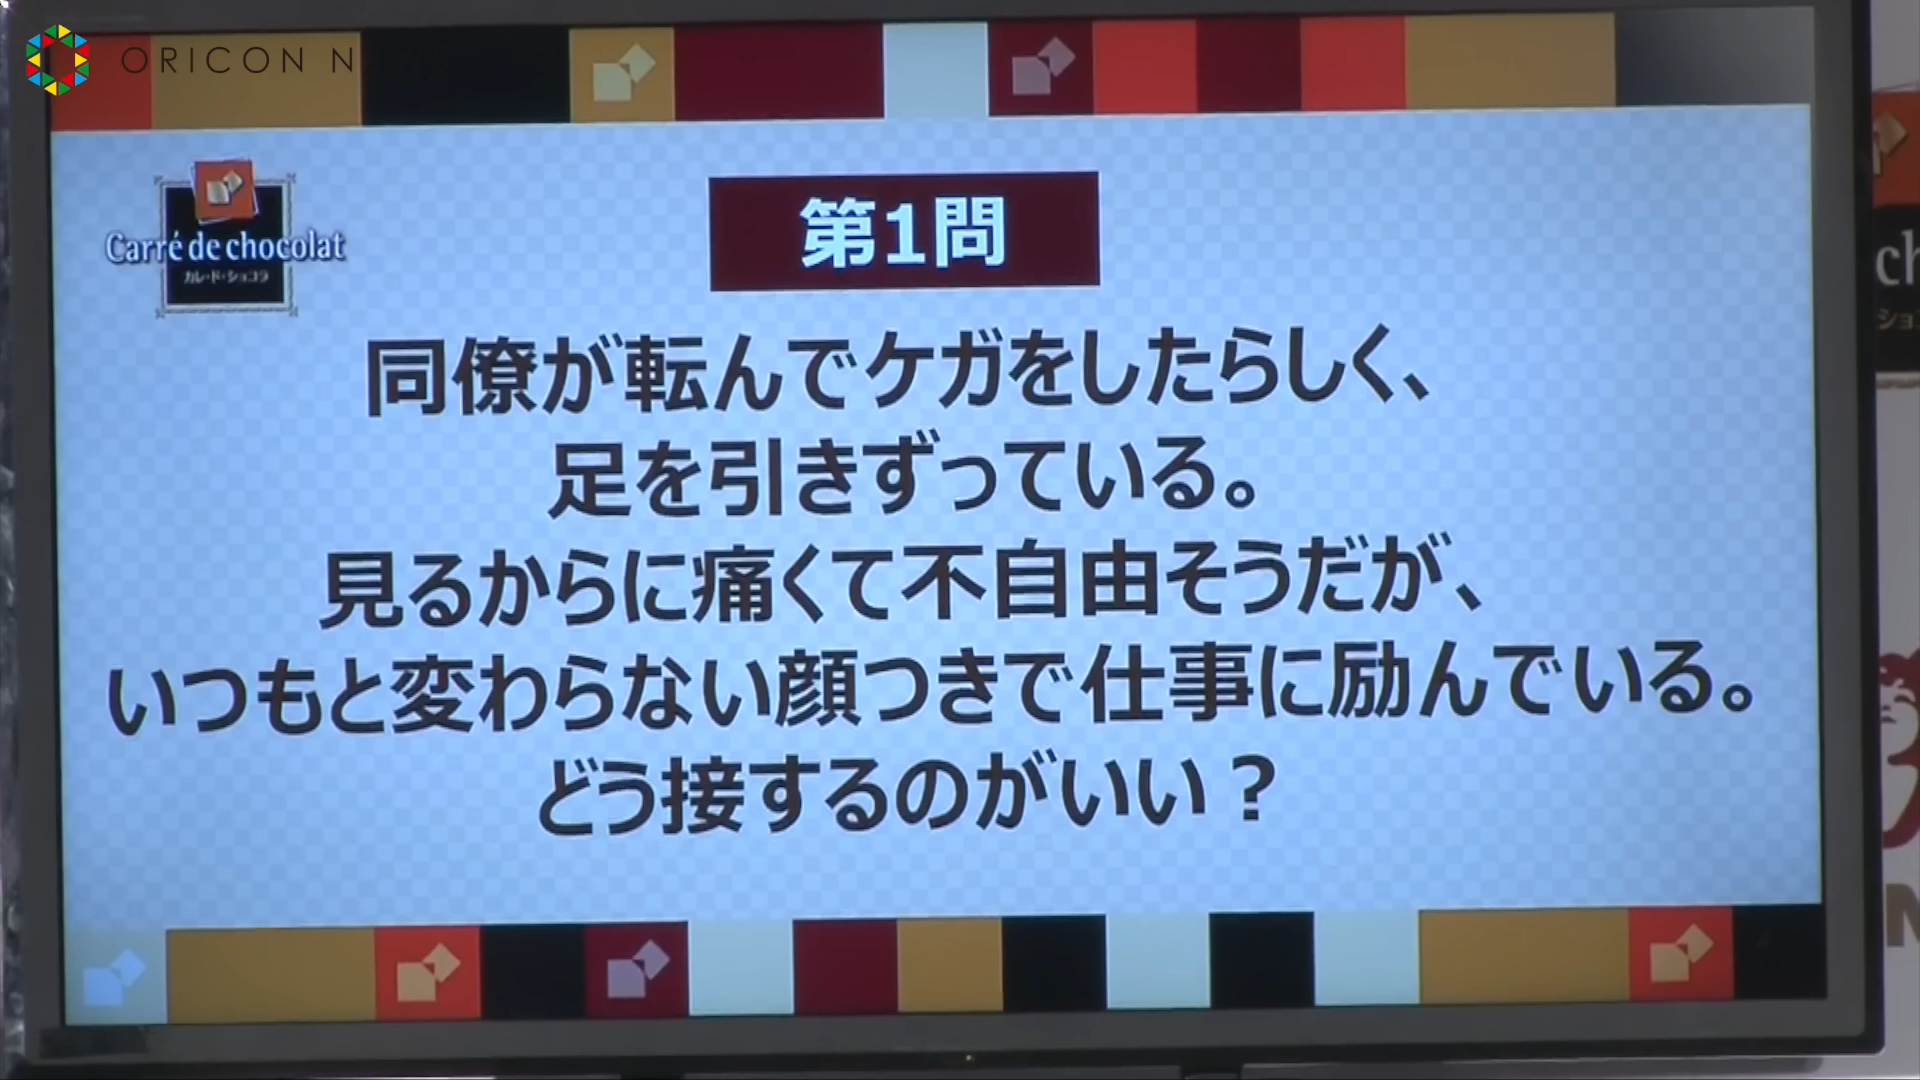 ORICON N
Carré de chocolat
カレ・ド・ショコラ
第1問
同僚が転んでケガをしたらしく、
足を引きずっている。
見るからに痛くて不自由そうだが、
いつもと変わらない顔つきで仕事に励んでいる。
どう接するのがいい？
ch
ショ